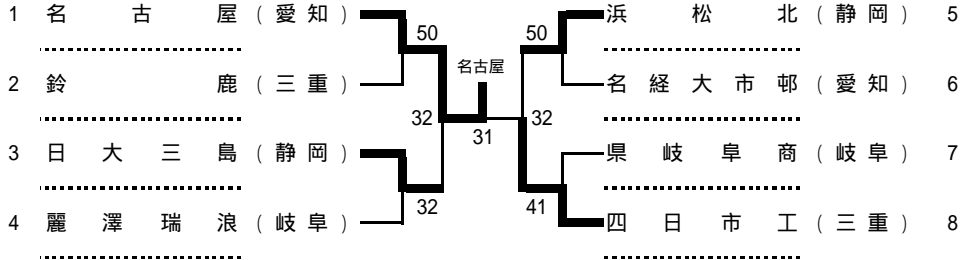 1 名古屋 (愛知)
50
2 鈴鹿 (三重)
32
3 日大三島 (静岡)
32
4 麗澤瑞浪 (岐阜)
名古屋
31
浜松北 (静岡) 5
50
名経大市邨 (愛知) 6
32
県岐阜商 (岐阜) 7
41
四日市工 (三重) 8